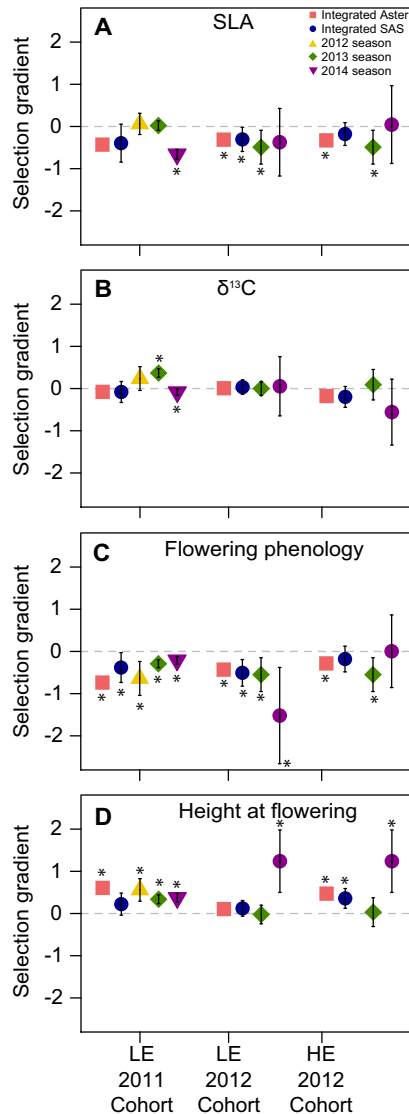 A
SLA
Integrated Aster
Integrated SAS
2012 season
2013 season
2014 season
Selection gradient
2
1
0
-1
-2
* * * * * * *
B
δ¹³C
Selection gradient
2
1
0
-1
-2
* *
C
Flowering phenology
Selection gradient
2
1
0
-1
-2
* * * * * * * * * * *
D
Height at flowering
Selection gradient
2
1
0
-1
-2
* * * * * * * *
LE
2011
Cohort
LE
2012
Cohort
HE
2012
Cohort